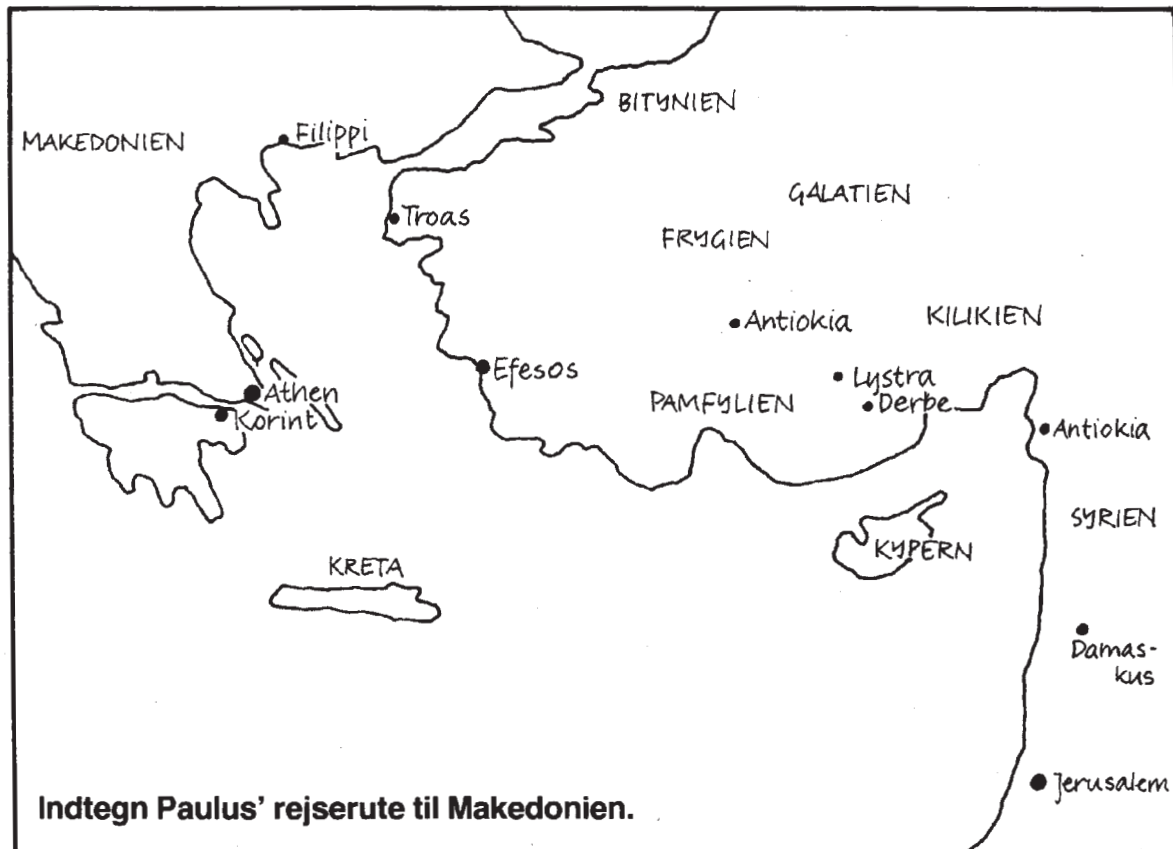 BITYNIEN
MAKEDONIEN
Filippi
GALATIEN
Troas
FRYGIEN
Antiokia
KILIKIEN
Efesos
Lystra
Athen
PAMFYLIEN
Derbe
Korint
Antiokia
SYRIEN
KYPERN
KRETA
Damas-
kus
Jerusalem
Indtegn Paulus' rejserute til Makedonien.